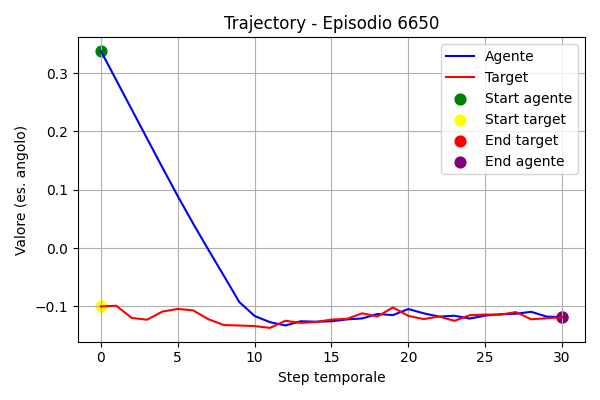 Trajectory - Episodio 6650
Valore (es. angolo)
0.3
0.2
0.1
0.0
−0.1
Agente
Target
Start agente
Start target
End target
End agente
0 5 10 15 20 25 30
Step temporale